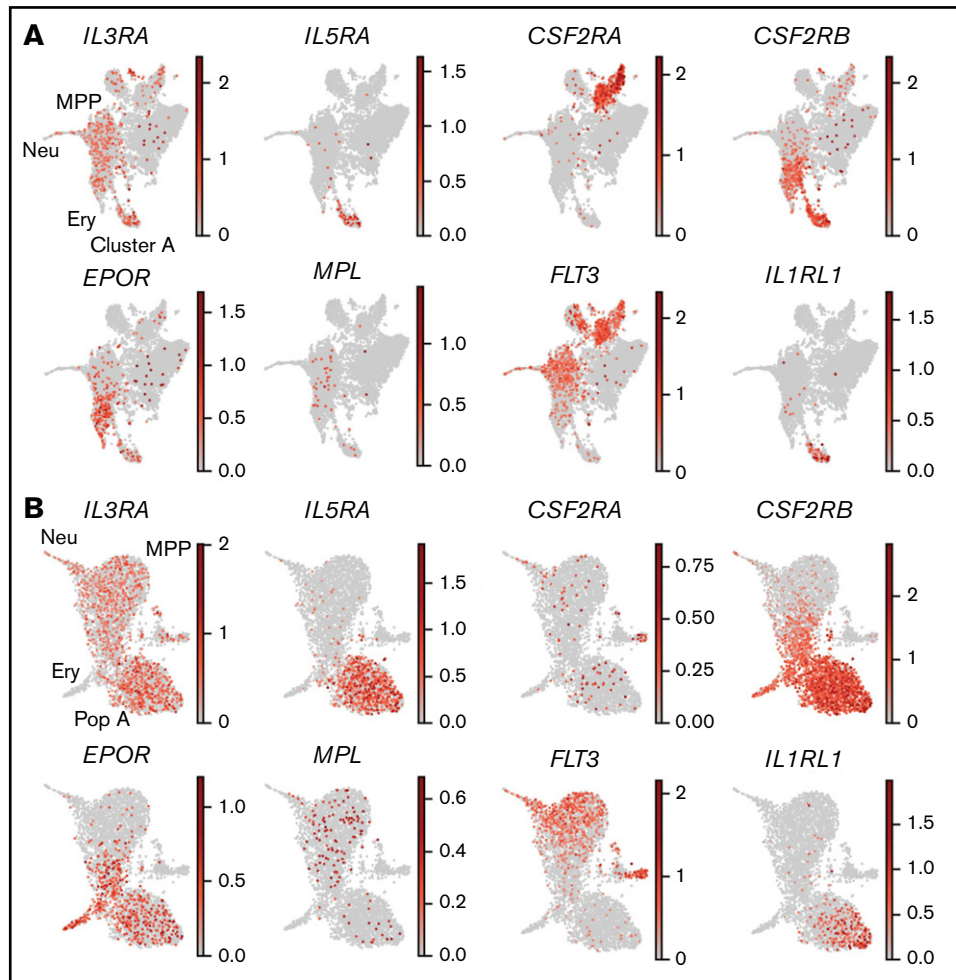 A
IL3RA IL5RA CSF2RA CSF2RB
2 1 0
1.5 1.0 0.5 0.0
2 1 0
2 1 0
MPP
Neu
Ery
Cluster A
EPOR MPL FLT3 IL1RL1
1.5 1.0 0.5 0.0
1.0 0.5 0.0
2 1 0
1.5 1.0 0.5 0.0
B
IL3RA IL5RA CSF2RA CSF2RB
Neu
MPP
2 1 0
1.5 1.0 0.5 0.0
0.75 0.50 0.25 0.00
2 1 0
Ery
Pop A
EPOR MPL FLT3 IL1RL1
1.0 0.5 0.0
0.6 0.4 0.2 0.0
2 1 0
1.5 1.0 0.5 0.0